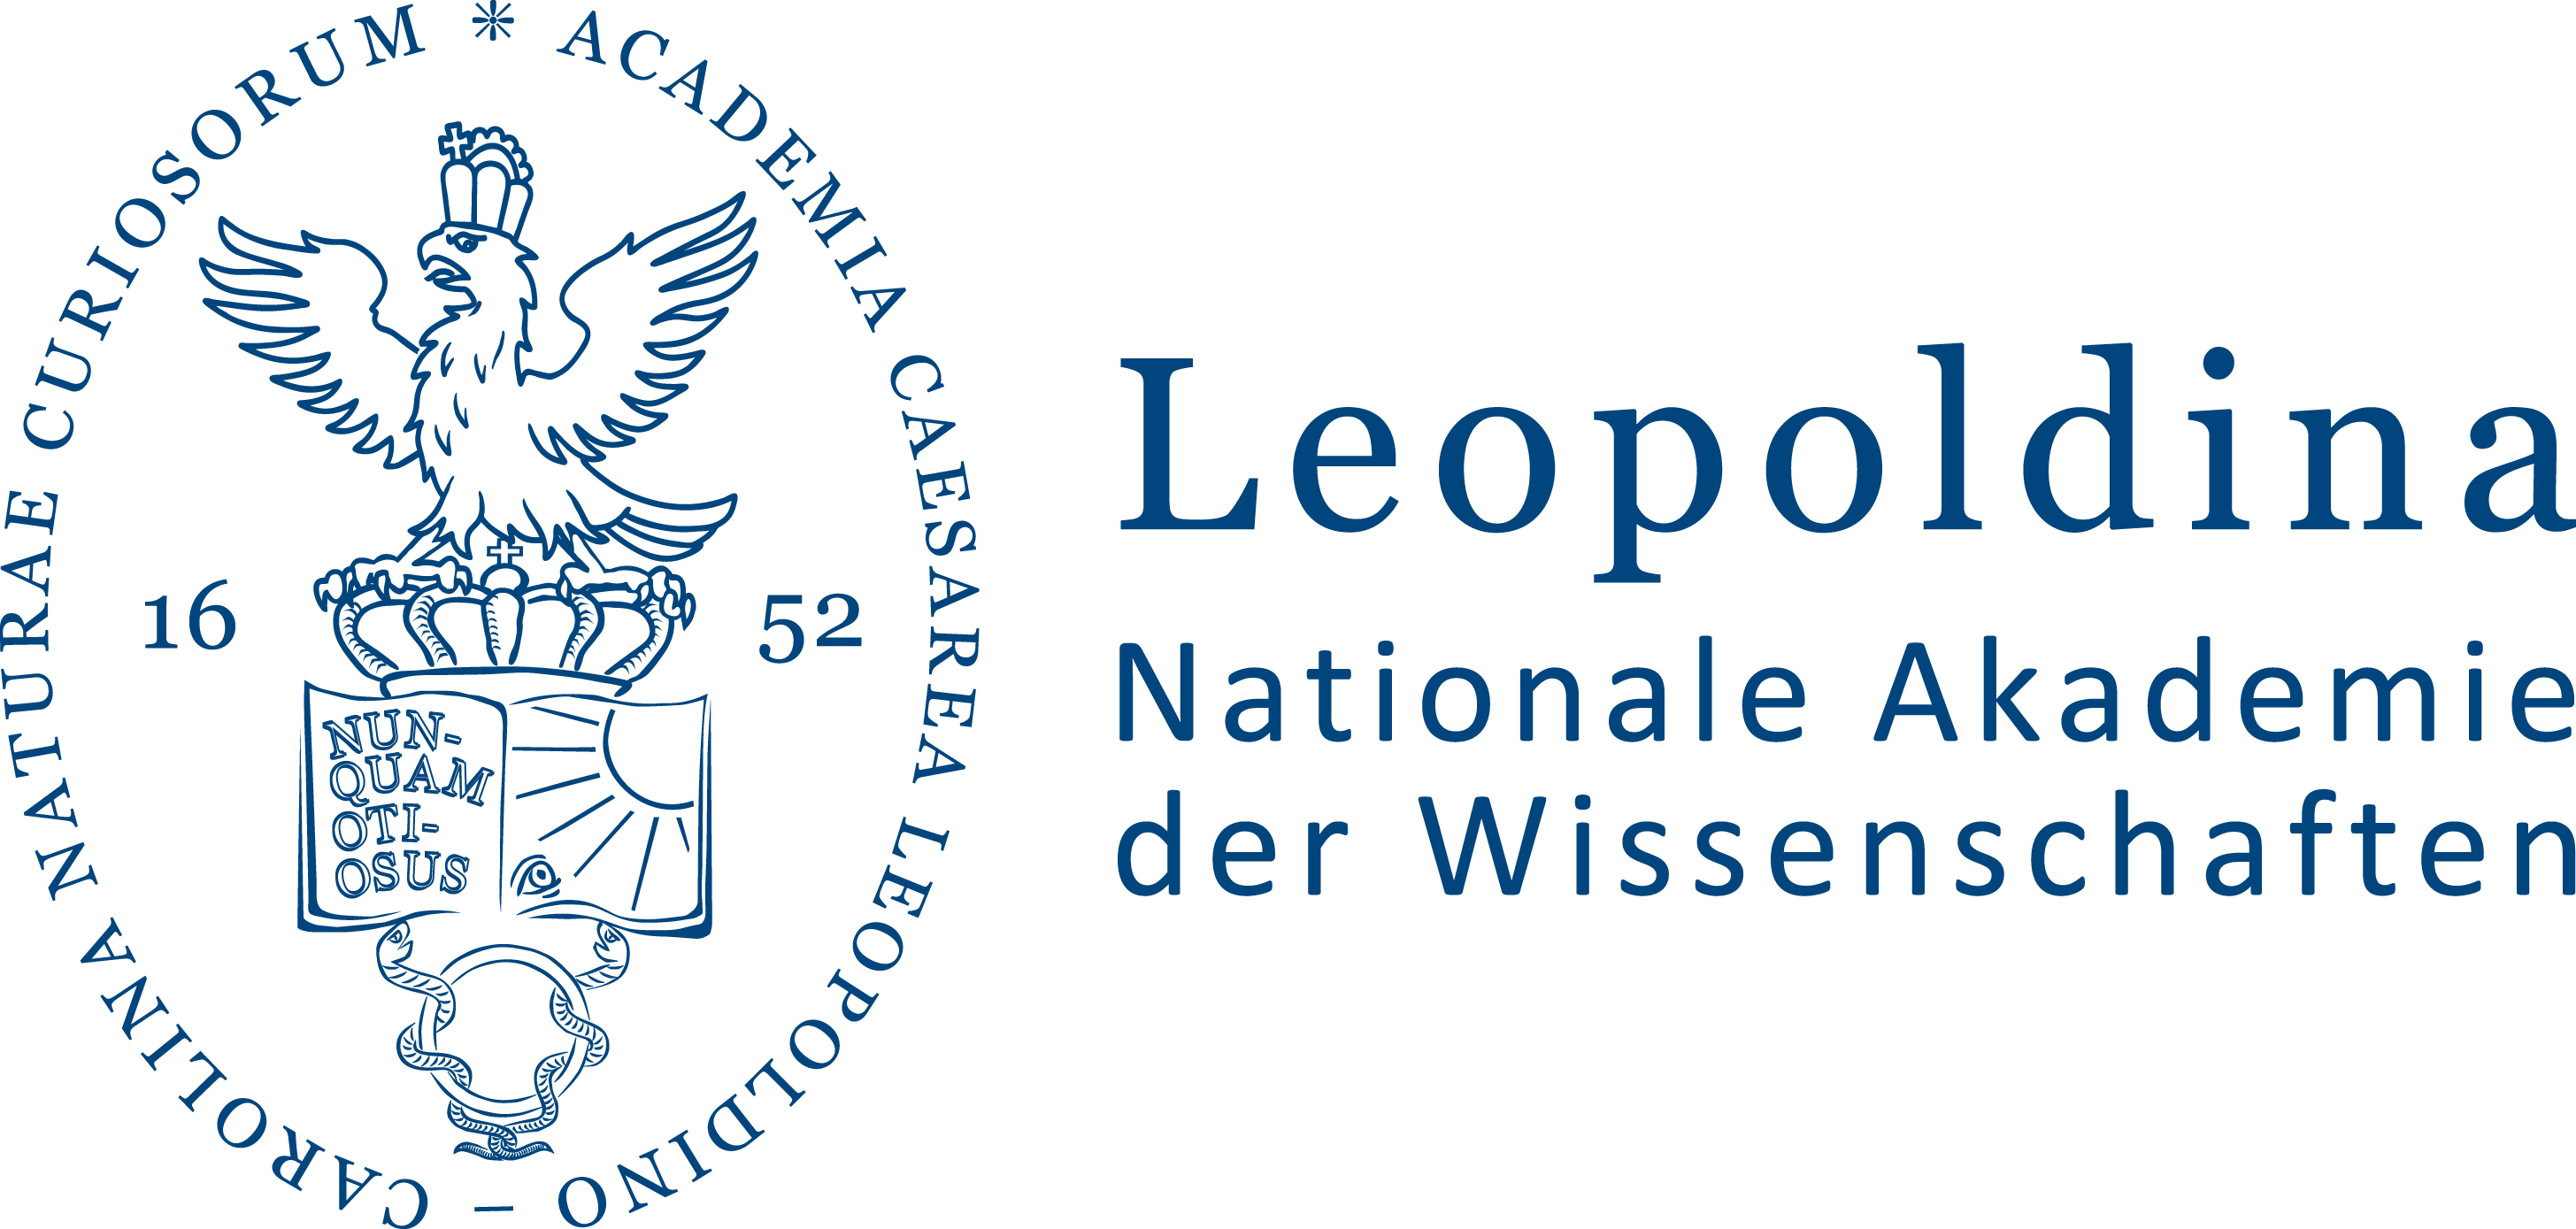 ACADEMIA CAESAREA LEOPOLDINO – CAROLINA NATURAE CURIOSORUM
16 52
NUN-
QUAM
OTI-
OSUS
Leopoldina
Nationale Akademie
der Wissenschaften